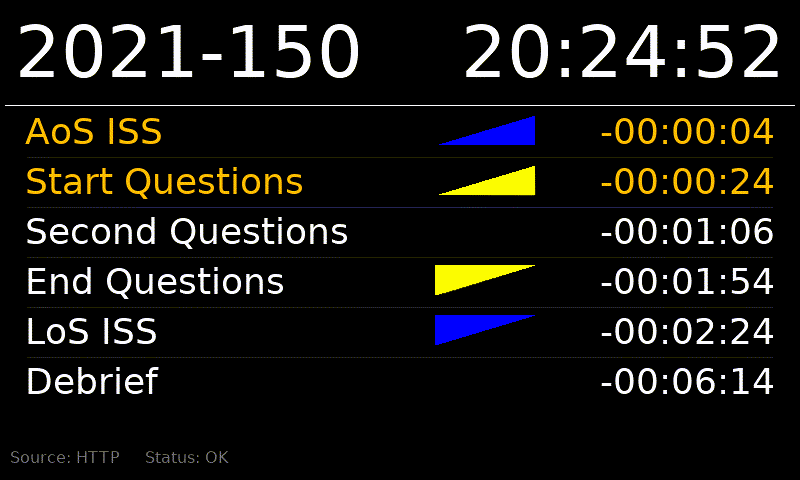 2021-150 20:24:52
AoS ISS -00:00:04
Start Questions -00:00:24
Second Questions -00:01:06
End Questions -00:01:54
LoS ISS -00:02:24
Debrief -00:06:14
Source: HTTP Status: OK